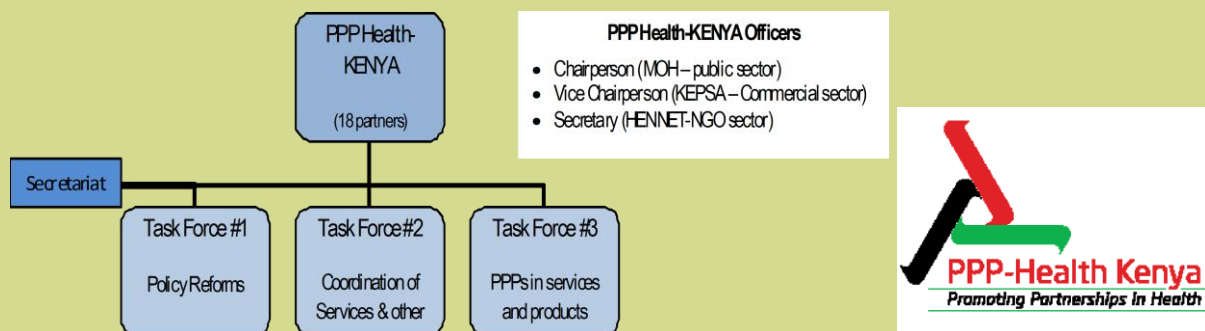 PPP Health-
KENYA
(18 partners)
PPP Health-KENYA Officers
• Chairperson (MOH – public sector)
• Vice Chairperson (KEPSA – Commercial sector)
• Secretary (HENNET-NGO sector)
Secretariat
Task Force #1
Policy Reforms
Task Force #2
Coordination of
Services & other
Task Force #3
PPPs in services
and products
PPP-Health Kenya
Promoting Partnerships in Health